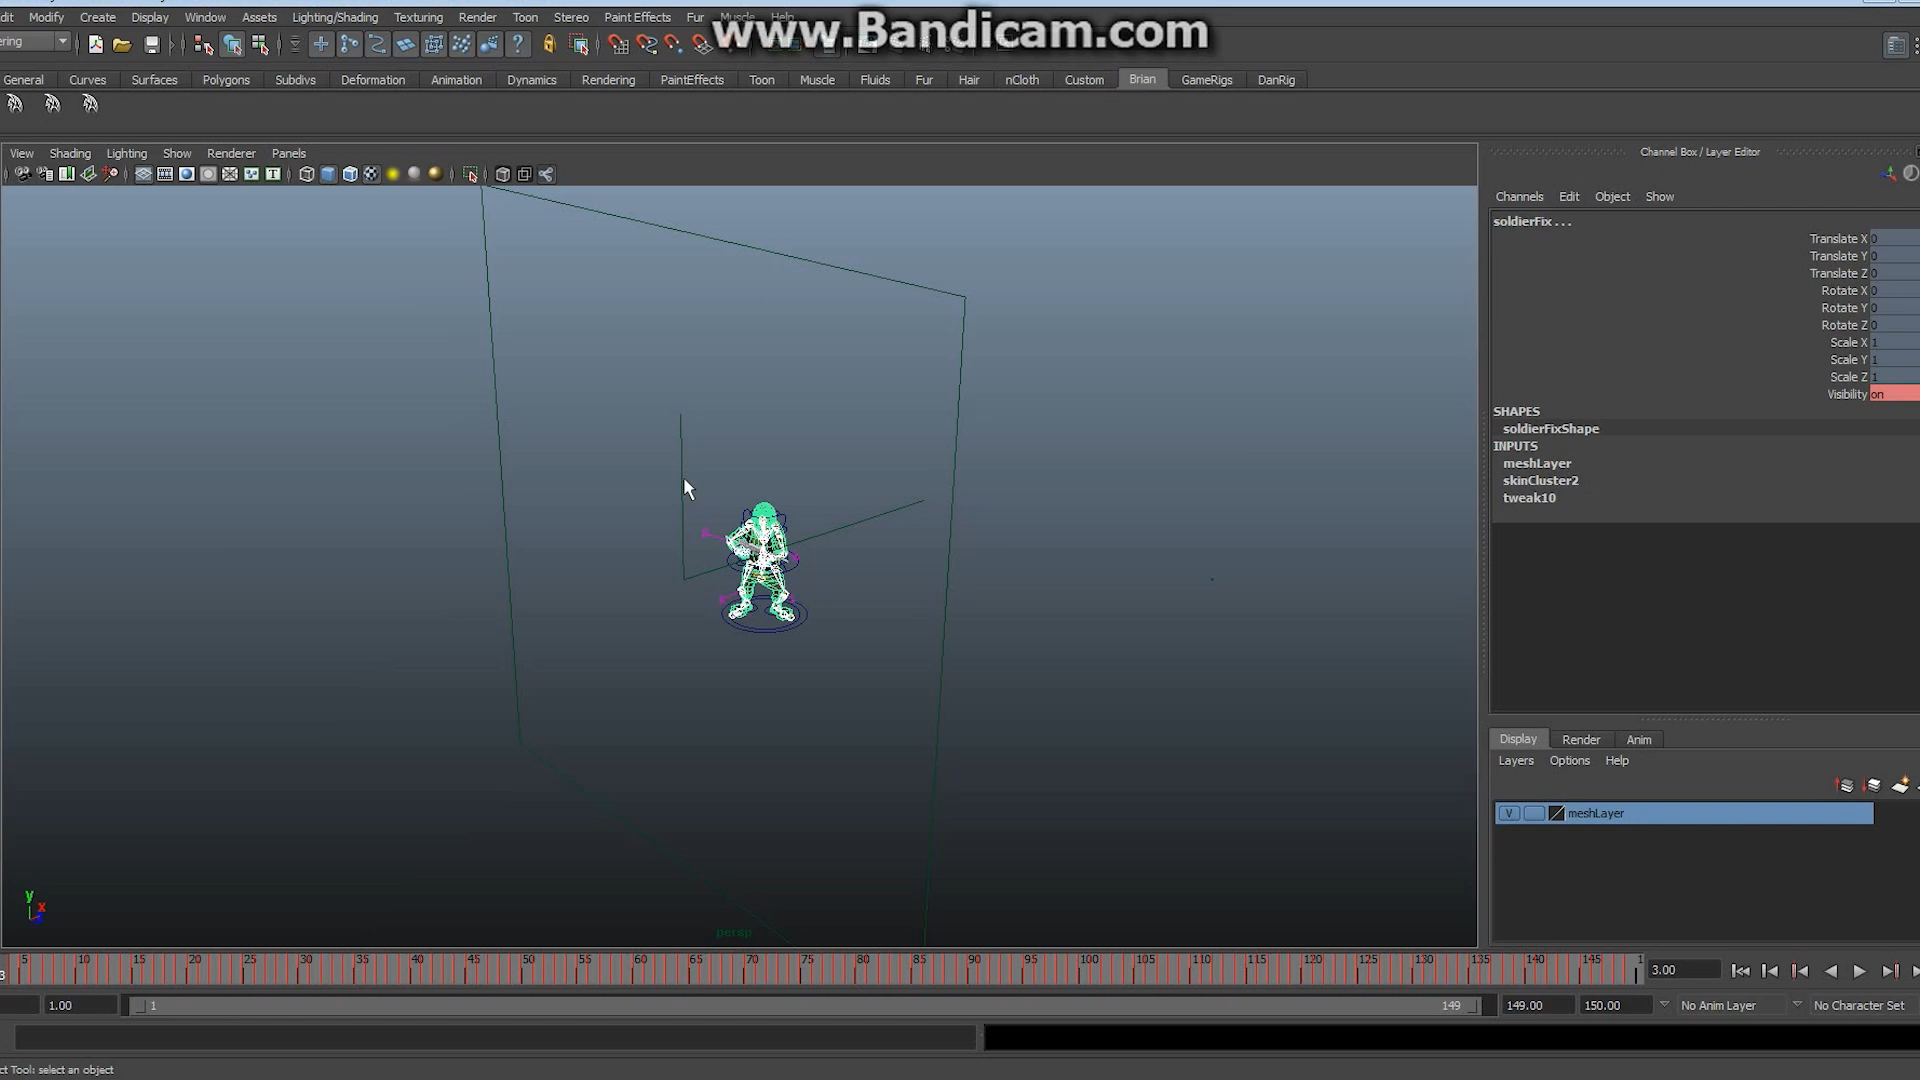 dit Modify Create Display Window Assets Lighting/Shading Texturing Render Toon Stereo Paint Effects Fur Muscle Help
www.Bandicam.com
ering
General Curves Surfaces Polygons Subdivs Deformation Animation Dynamics Rendering PaintEffects Toon Muscle Fluids Fur Hair nCloth Custom Brian GameRigs DanRig
View Shading Lighting Show Renderer Panels
Channel Box / Layer Editor
Channels Edit Object Show
soldierFix . . .
Translate X 0
Translate Y 0
Translate Z 0
Rotate X 0
Rotate Y 0
Rotate Z 0
Scale X 1
Scale Y 1
Scale Z 1
Visibility on
SHAPES
soldierFixShape
INPUTS
meshLayer
skinCluster2
tweak10
Display Render Anim
Layers Options Help
V meshLayer
y
x
persp
3 5 10 15 20 25 30 35 40 45 50 55 60 65 70 75 80 85 90 95 100 105 110 115 120 125 130 135 140 145 1 3.00
1.00 1 149 149.00 150.00 No Anim Layer No Character Set
ct Tool: select an object